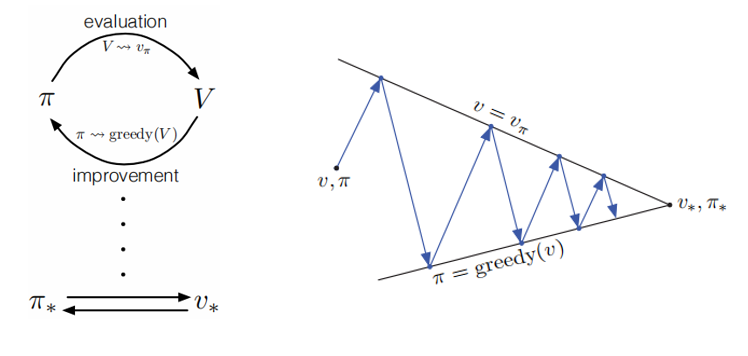 evaluation
V ⇝ v_π
π
V
π ⇝ greedy(V)
improvement
π_*
v_*
v = v_π
v, π
v_*, π_*
π = greedy(v)